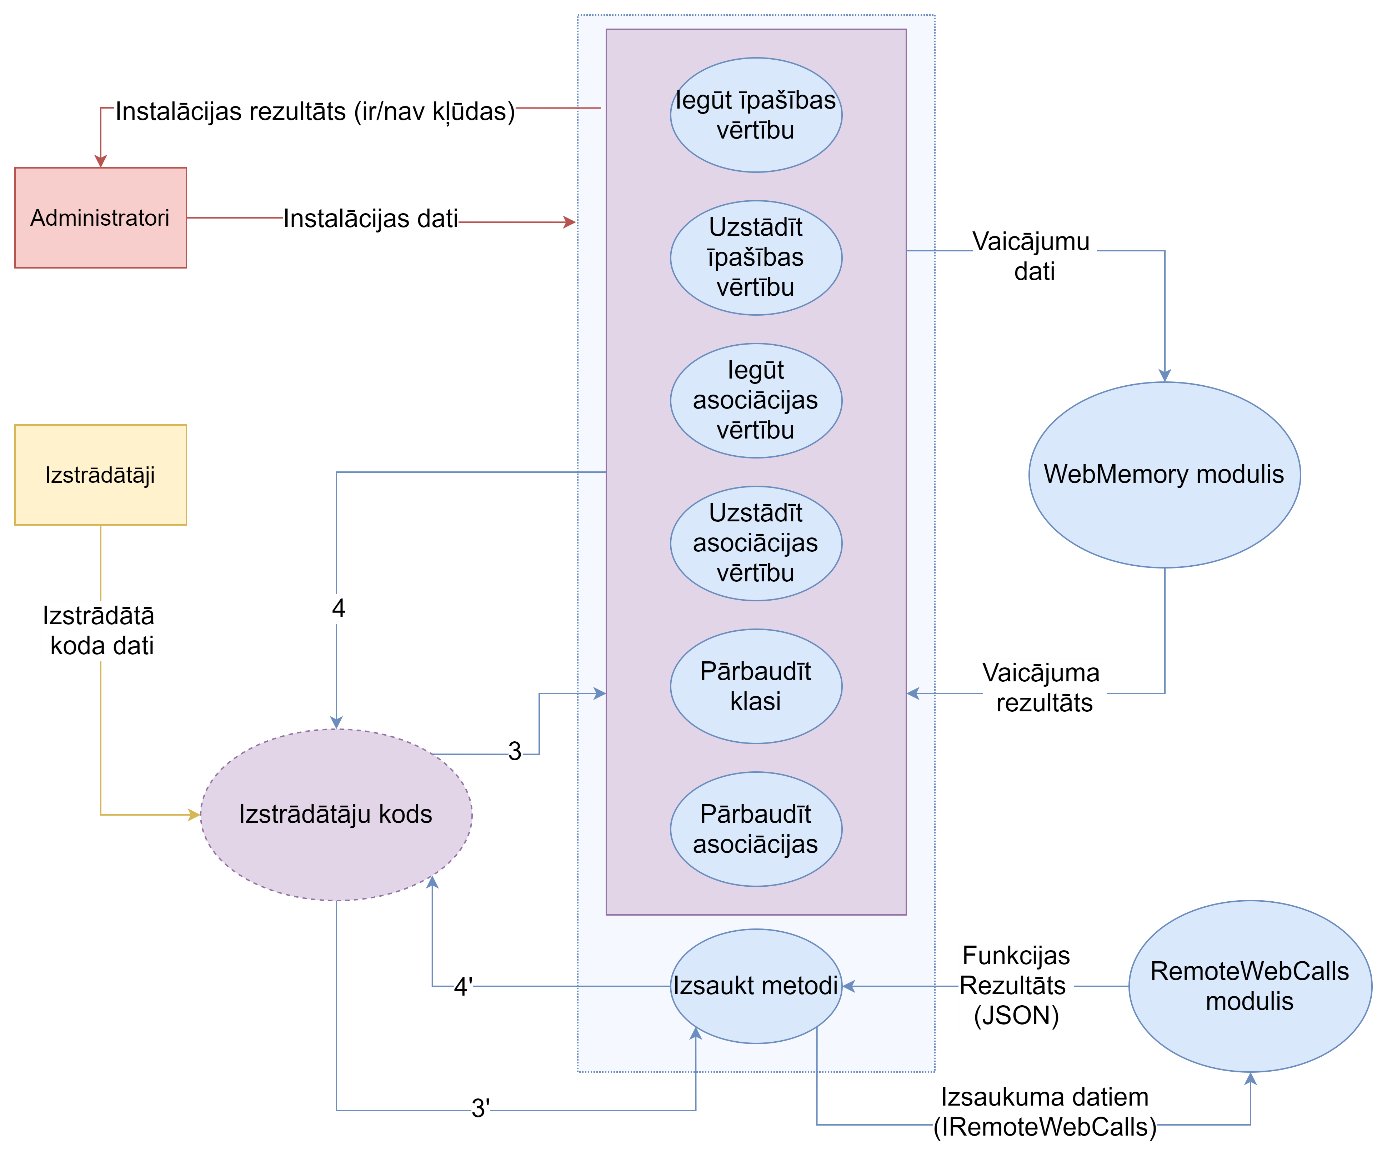 Iegūt īpašības
vērtību
Instalācijas rezultāts (ir/nav kļūdas)
Administratori
Instalācijas dati
Uzstādīt
īpašības
vērtību
Vaicājumu
dati
Iegūt
asociācijas
vērtību
Izstrādātāji
WebMemory modulis
Uzstādīt
asociācijas
vērtību
4
Izstrādātā
koda dati
Pārbaudīt
klasi
Vaicājuma
rezultāts
3
Izstrādātāju kods
Pārbaudīt
asociācijas
4'
Izsaukt metodi
Funkcijas
Rezultāts
(JSON)
RemoteWebCalls
modulis
3'
Izsaukuma datiem
(IRemoteWebCalls)